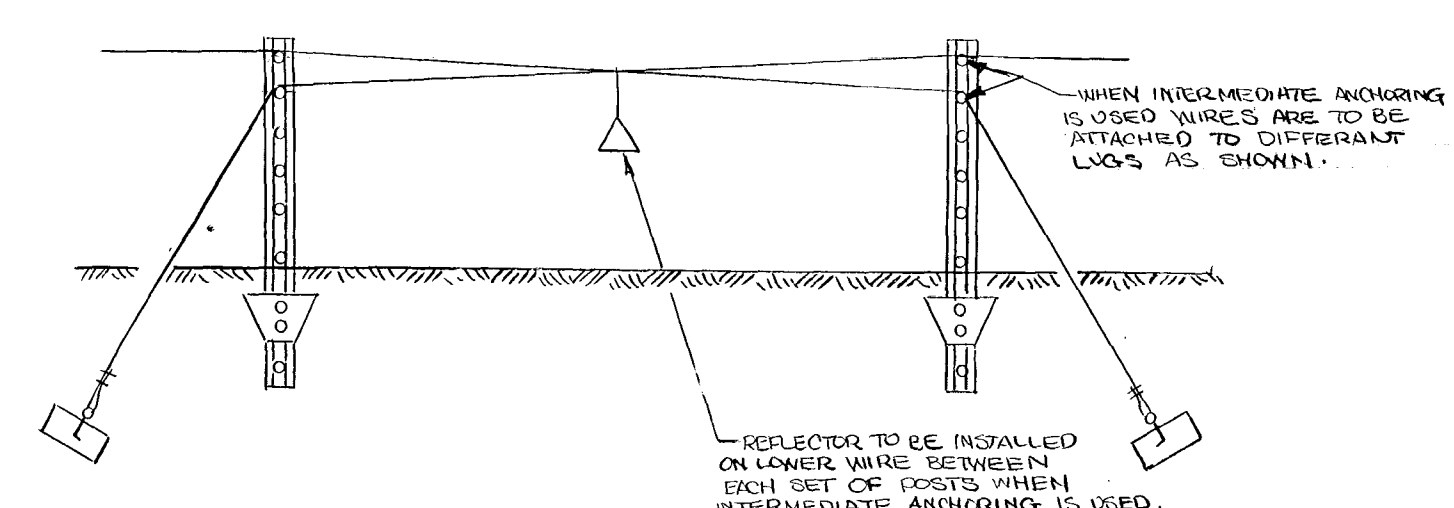 WHEN INTERMEDIATE ANCHORING
IS USED WIRES ARE TO BE
ATTACHED TO DIFFERANT
LUGS AS SHOWN.
REFLECTOR TO BE INSTALLED
ON LOWER WIRE BETWEEN
EACH SET OF POSTS WHEN
INTERMEDIATE ANCHORING IS USED.